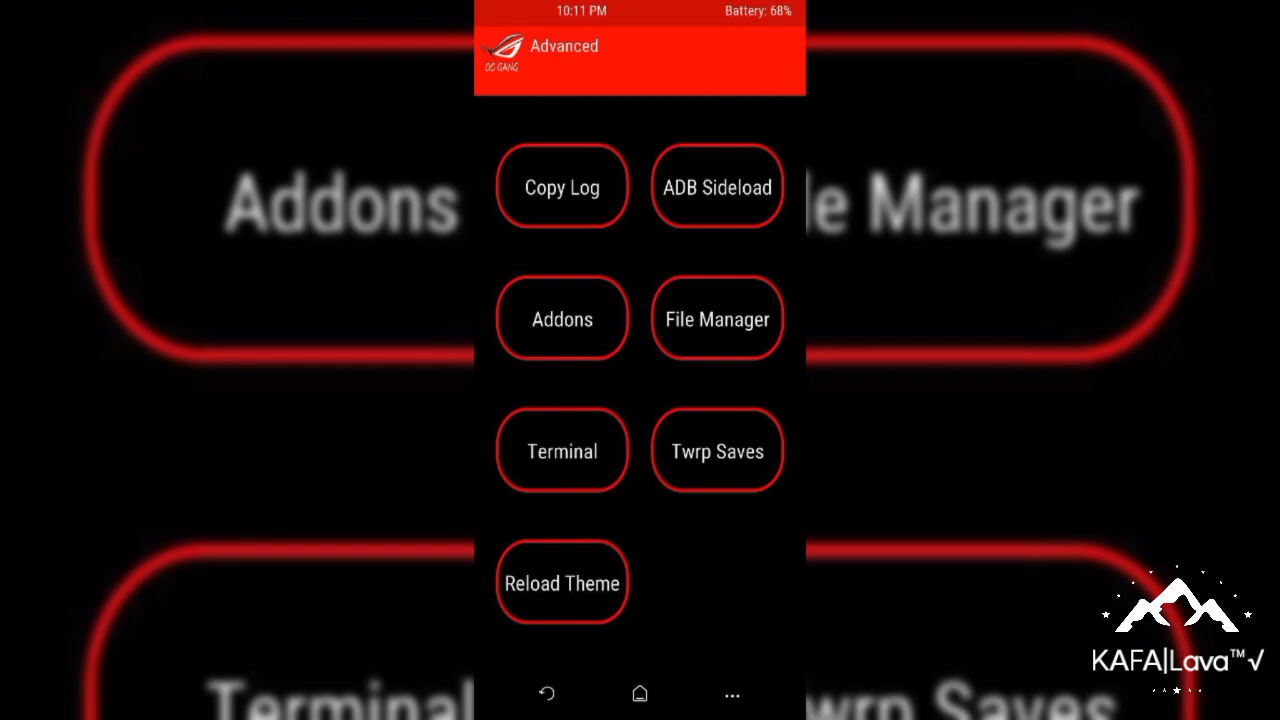 10:11 PM Battery: 68%
Advanced
OC GANG
Copy Log ADB Sideload
Addons le Manager
Addons File Manager
Terminal Twrp Saves
Reload Theme
KAFA|Lava™√
Terminal wrp Saves